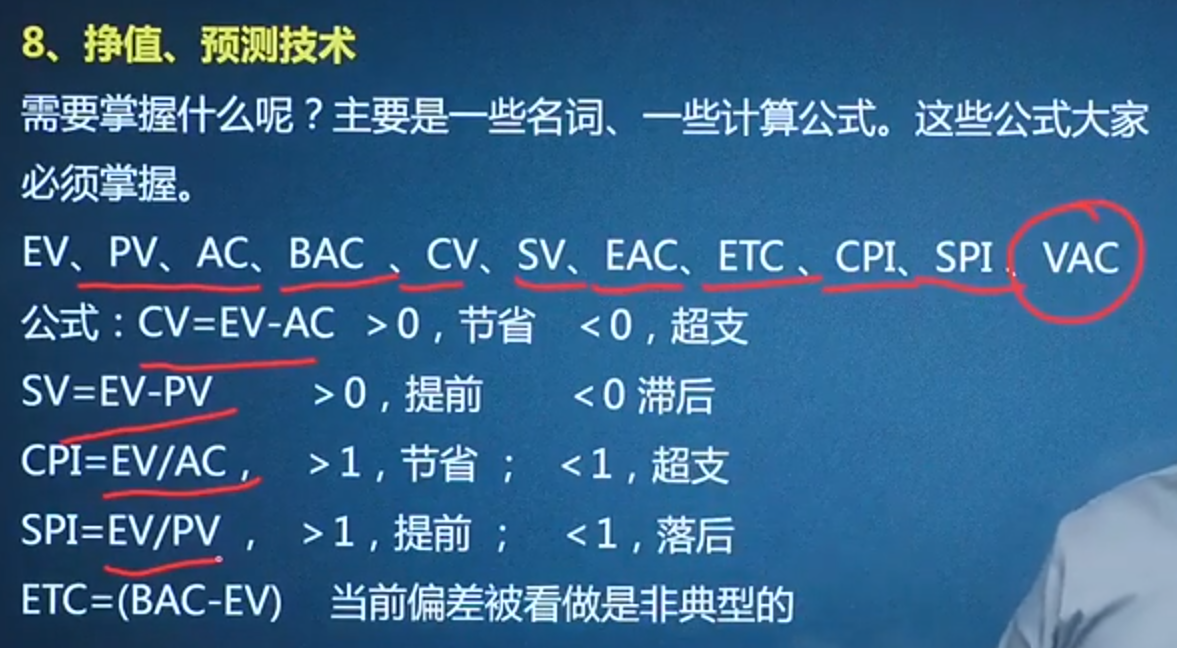 8、挣值、预测技术
需要掌握什么呢？主要是一些名词、一些计算公式。这些公式大家
必须掌握。
EV、PV、AC、BAC 、CV、SV、EAC、ETC 、CPI、SPI 、VAC
公式：CV=EV-AC ＞0，节省 ＜0，超支
SV=EV-PV ＞0，提前 ＜0 滞后
CPI=EV/AC， ＞1，节省 ； ＜1，超支
SPI=EV/PV ， ＞1，提前 ； ＜1，落后
ETC=(BAC-EV) 当前偏差被看做是非典型的